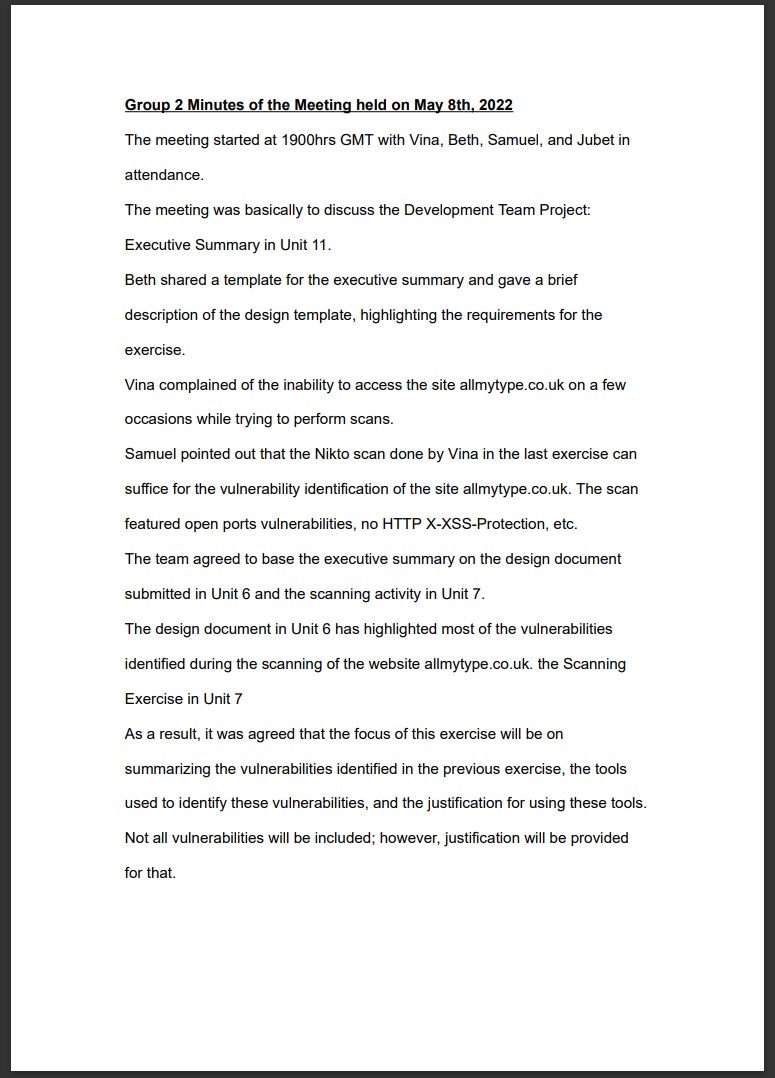 Group 2 Minutes of the Meeting held on May 8th, 2022
The meeting started at 1900hrs GMT with Vina, Beth, Samuel, and Jubet in
attendance.
The meeting was basically to discuss the Development Team Project:
Executive Summary in Unit 11.
Beth shared a template for the executive summary and gave a brief
description of the design template, highlighting the requirements for the
exercise.
Vina complained of the inability to access the site allmytype.co.uk on a few
occasions while trying to perform scans.
Samuel pointed out that the Nikto scan done by Vina in the last exercise can
suffice for the vulnerability identification of the site allmytype.co.uk. The scan
featured open ports vulnerabilities, no HTTP X-XSS-Protection, etc.
The team agreed to base the executive summary on the design document
submitted in Unit 6 and the scanning activity in Unit 7.
The design document in Unit 6 has highlighted most of the vulnerabilities
identified during the scanning of the website allmytype.co.uk. the Scanning
Exercise in Unit 7
As a result, it was agreed that the focus of this exercise will be on
summarizing the vulnerabilities identified in the previous exercise, the tools
used to identify these vulnerabilities, and the justification for using these tools.
Not all vulnerabilities will be included; however, justification will be provided
for that.